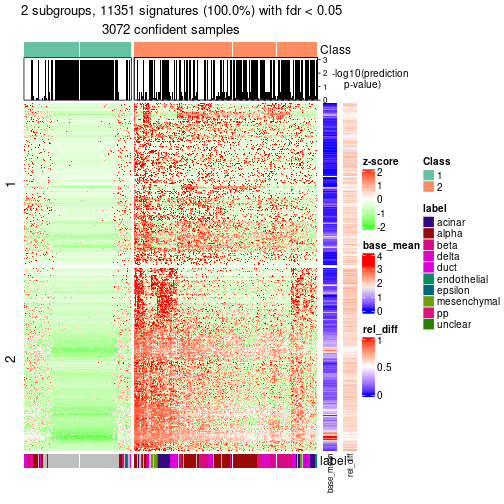 2 subgroups, 11351 signatures (100.0%) with fdr < 0.05
3072 confident samples
Class
3
2
1
0
-log10(prediction
p-value)
1
2
z-score
2
1
0
-1
-2
base_mean
4
3
2
1
0
rel_diff
1
0.5
0
Class
1
2
label
acinar
alpha
beta
delta
duct
endothelial
epsilon
mesenchymal
pp
unclear
label
base_mean
rel_diff